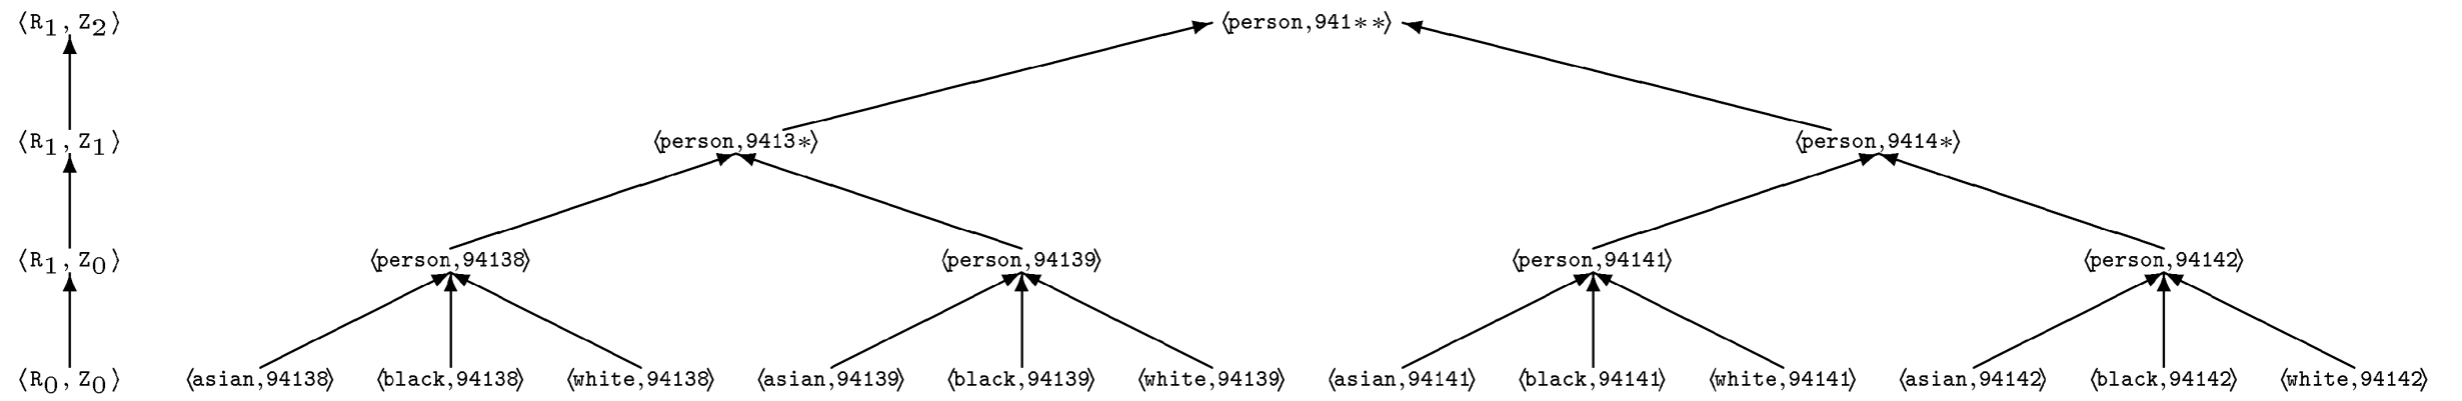 ⟨R₁, Z₂⟩ ⟨person,941∗∗⟩
⟨R₁, Z₁⟩ ⟨person,9413∗⟩ ⟨person,9414∗⟩
⟨R₁, Z₀⟩ ⟨person,94138⟩ ⟨person,94139⟩ ⟨person,94141⟩ ⟨person,94142⟩
⟨R₀, Z₀⟩ ⟨asian,94138⟩ ⟨black,94138⟩ ⟨white,94138⟩ ⟨asian,94139⟩ ⟨black,94139⟩ ⟨white,94139⟩ ⟨asian,94141⟩ ⟨black,94141⟩ ⟨white,94141⟩ ⟨asian,94142⟩ ⟨black,94142⟩ ⟨white,94142⟩